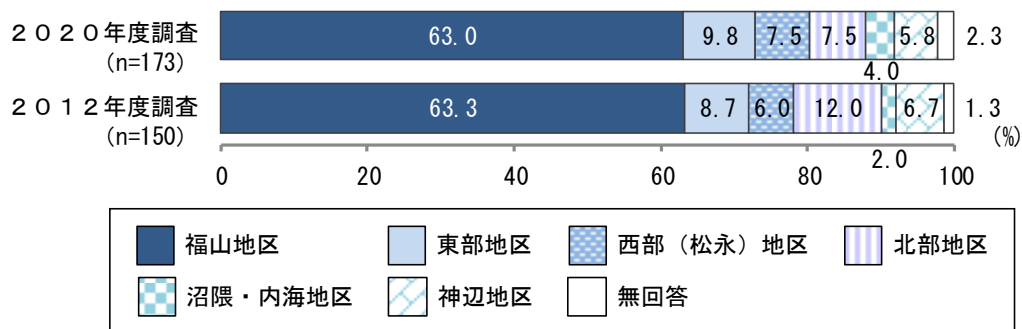 ２０２０年度調査
(n=173)
63.0 9.8 7.5 7.5 4.0 5.8 2.3
２０１２年度調査
(n=150)
63.3 8.7 6.0 12.0 2.0 6.7 1.3
(%)
0 20 40 60 80 100
福山地区 東部地区 西部（松永）地区 北部地区
沼隈・内海地区 神辺地区 無回答